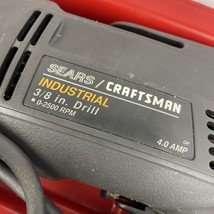 SEARS/CRAFTSMAN
INDUSTRIAL
3/8 in. Drill
0-2500 RPM
4.0 AMP